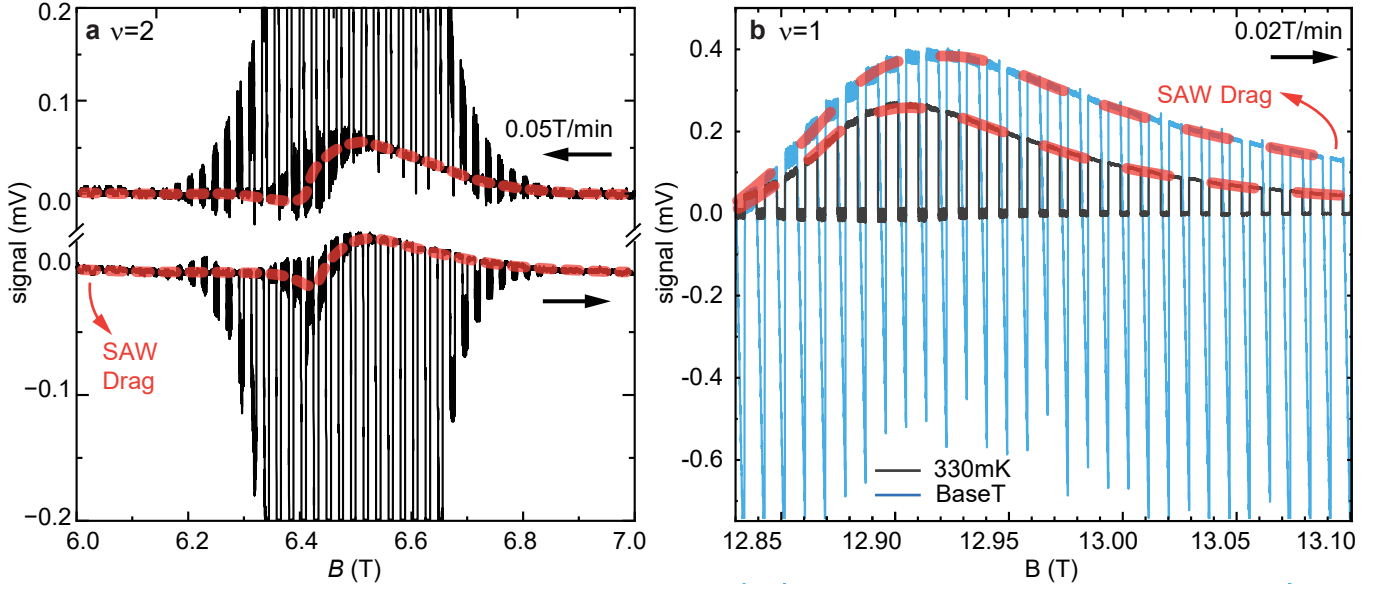 a ν=2
signal (mV)
0.2
0.1
0.0
0.0
−0.1
−0.2
0.05T/min
SAW
Drag
6.0 6.2 6.4 6.6 6.8 7.0
B (T)
b ν=1
0.02T/min
signal (mV)
0.4
0.2
0.0
-0.2
-0.4
-0.6
SAW Drag
330mK
BaseT
12.85 12.90 12.95 13.00 13.05 13.10
B (T)